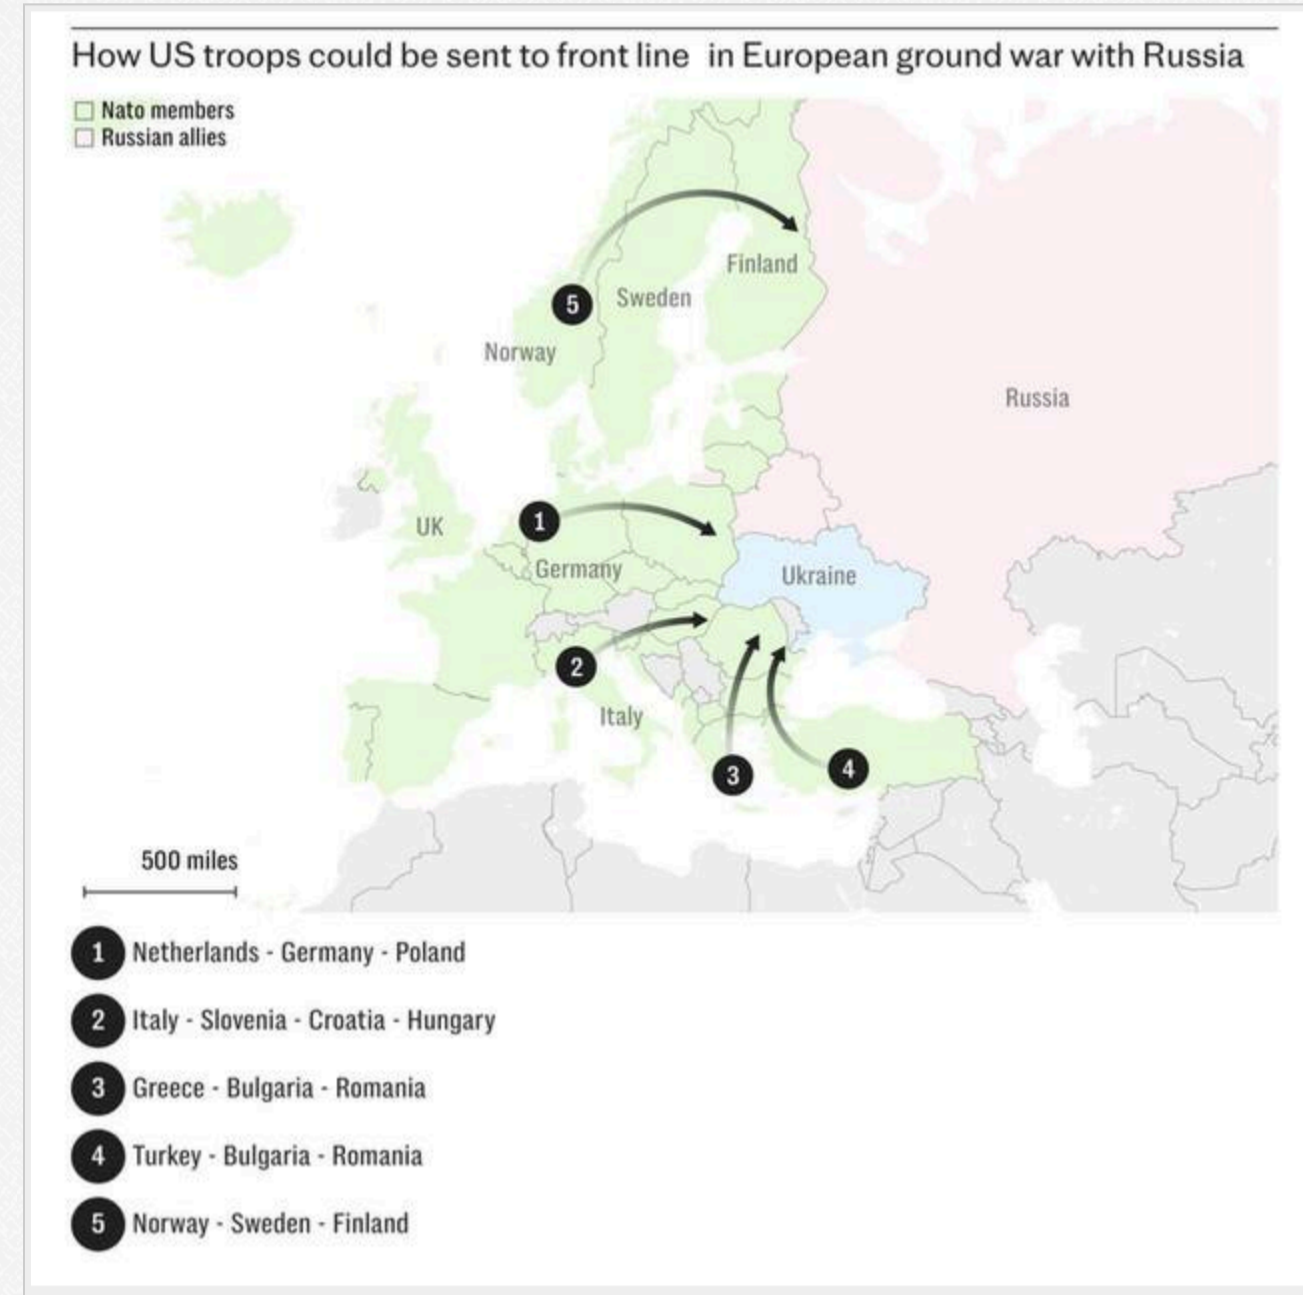 How US troops could be sent to front line in European ground war with Russia
Nato members
Russian allies
Finland
5
Sweden
Norway
Russia
UK
1
Germany
Ukraine
2
Italy
3
4
500 miles
1 Netherlands - Germany - Poland
2 Italy - Slovenia - Croatia - Hungary
3 Greece - Bulgaria - Romania
4 Turkey - Bulgaria - Romania
5 Norway - Sweden - Finland